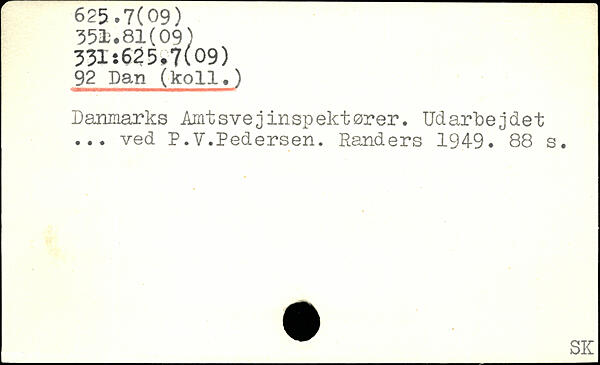 625.7(09)
351.81(09)
331:625.7(09)
92 Dan (koll.)
Danmarks Amtsvejinspektører. Udarbejdet
... ved P.V.Pedersen. Randers 1949. 88 s.
SK